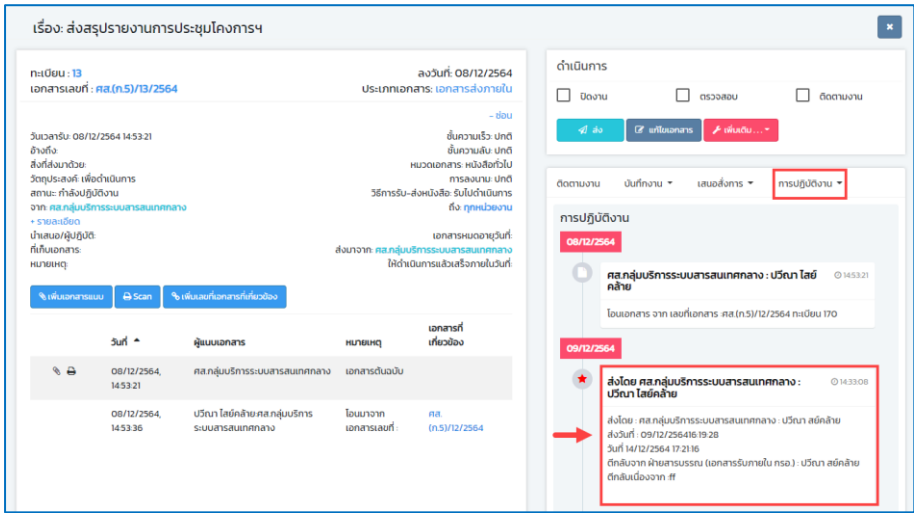 เรื่อง: ส่งสรุปรายงานการประชุมโครงการฯ
ทะเบียน : 13
ลงวันที่: 08/12/2564
เอกสารเลขที่ : ศส.(ก.5)/13/2564
ประเภทเอกสาร: เอกสารส่งภายใน
- ซ่อน
วันเวลารับ: 08/12/2564 14:53:21
ชั้นความเร็ว: ปกติ
อ้างถึง:
ชั้นความลับ: ปกติ
สิ่งที่ส่งมาด้วย:
หมวดเอกสาร: หนังสือทั่วไป
วัตถุประสงค์: เพื่อดำเนินการ
การลงนาม: ปกติ
สถานะ: กำลังปฏิบัติงาน
วิธีการรับ-ส่งหนังสือ: รับไปดำเนินการ
จาก: ศส.กลุ่มบริการระบบสารสนเทศกลาง
ถึง: ทุกหน่วยงาน
+ รายละเอียด
นำเสนอ/ผู้ปฏิบัติ:
เอกสารหมดอายุวันที่:
ที่เก็บเอกสาร:
ส่งมาจาก: ศส.กลุ่มบริการระบบสารสนเทศกลาง
หมายเหตุ:
ให้ดำเนินการแล้วเสร็จภายในวันที่:
เพิ่มเอกสารแนบ Scan เพิ่มเลขที่เอกสารที่เกี่ยวข้อง
วันที่ ผู้แนบเอกสาร หมายเหตุ เอกสารที่เกี่ยวข้อง
08/12/2564, 14:53:21 ศส.กลุ่มบริการระบบสารสนเทศกลาง เอกสารต้นฉบับ
08/12/2564, ปวีณา ไสย์คล้าย:ศส.กลุ่มบริการ โอนมาจาก ศส.
14:53:36 ระบบสารสนเทศกลาง เอกสารเลขที่ : (ก.5)/12/2564
ดำเนินการ
ปิดงาน ตรวจสอบ ติดตามงาน
ส่ง แก้ไขเอกสาร เพิ่มเติม...
ติดตามงาน บันทึกงาน เสนอสั่งการ การปฏิบัติงาน
การปฏิบัติงาน
08/12/2564
ศส.กลุ่มบริการระบบสารสนเทศกลาง : ปวีณา ไสย์ 14:53:21
คล้าย
โอนเอกสาร จาก เลขที่เอกสาร :ศส.(ก.5)/12/2564 ทะเบียน 170
09/12/2564
ส่งโดย ศส.กลุ่มบริการระบบสารสนเทศกลาง : 14:33:08
ปวีณา ไสย์คล้าย
ส่งโดย : ศส.กลุ่มบริการระบบสารสนเทศกลาง : ปวีณา สย์คล้าย
ส่งวันที่ : 09/12/256416:19:28
วันที่ 14/12/2564 17:21:16
ตีกลับจาก ฝ่ายสารบรรณ (เอกสารรับภายใน กรอ.) : ปวีณา สย์คล้าย
ตีกลับเนื่องจาก :ff